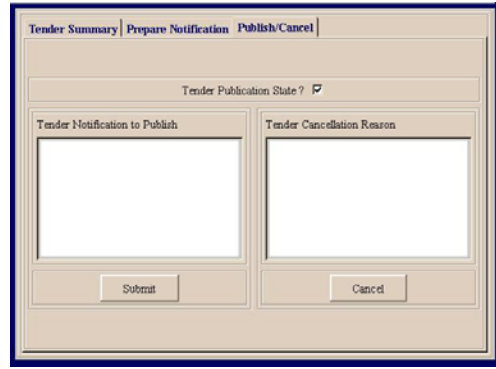 Tender Summary Prepare Notification Publish/Cancel
Tender Publication State ?
Tender Notification to Publish
Tender Cancellation Reason
Submit
Cancel